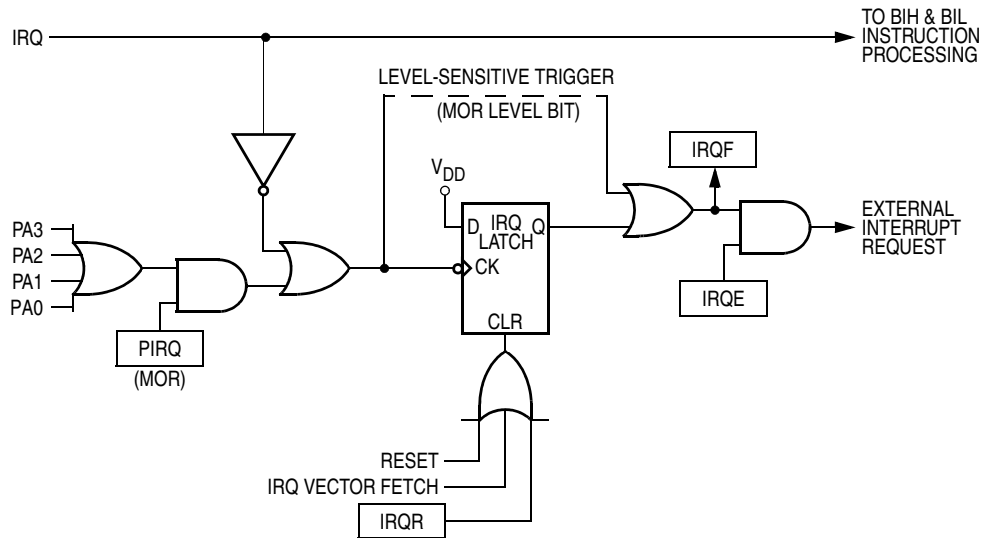 IRQ
TO BIH & BIL
INSTRUCTION
PROCESSING
LEVEL-SENSITIVE TRIGGER
(MOR LEVEL BIT)
IRQF
VDD
D IRQ Q
LATCH
CK
CLR
EXTERNAL
INTERRUPT
REQUEST
IRQE
PA3
PA2
PA1
PA0
PIRQ
(MOR)
RESET
IRQ VECTOR FETCH
IRQR